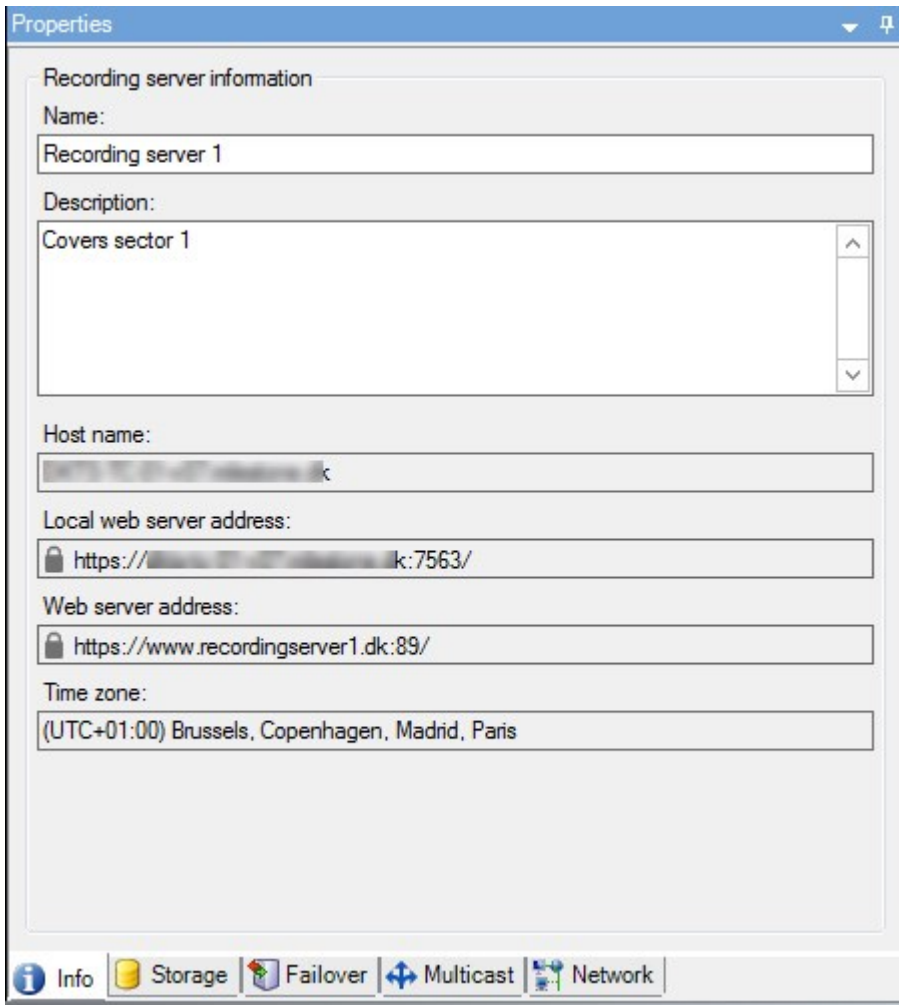 Properties
Recording server information
Name:
Recording server 1
Description:
Covers sector 1
Host name:
Local web server address:
https:// k:7563/
Web server address:
https://www.recordingserver1.dk:89/
Time zone:
(UTC+01:00) Brussels, Copenhagen, Madrid, Paris
Info Storage Failover Multicast Network